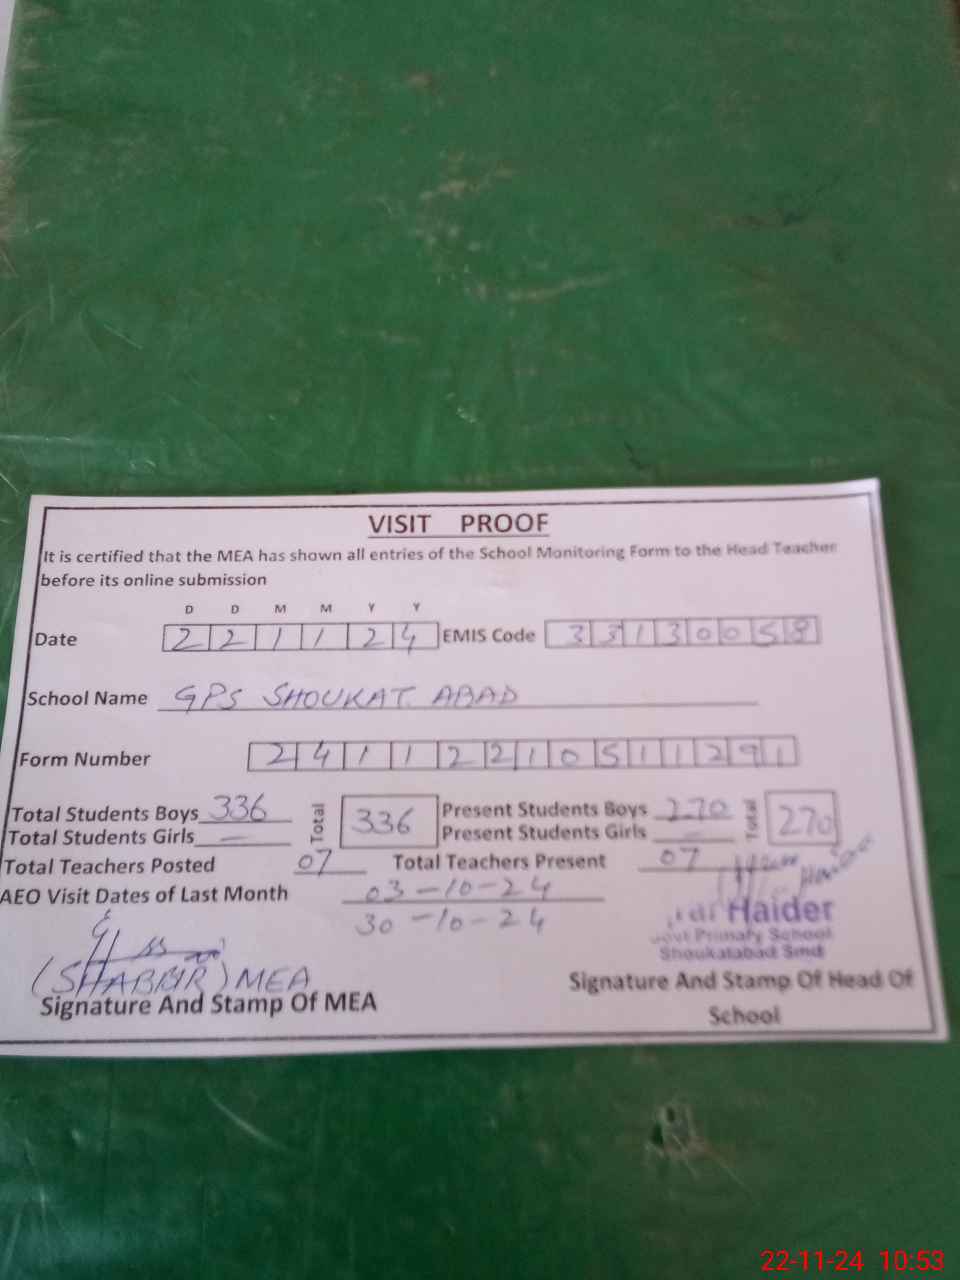 VISIT PROOF
It is certified that the MEA has shown all entries of the School Monitoring Form to the Head Teacher
before its online submission
D D M M Y Y
Date 2 2 1 1 2 4 EMIS Code 3 3 1 3 0 0 5 8
School Name GPS SHOUKAT ABAD
Form Number 2 4 1 1 2 2 1 0 5 1 1 2 9 1
Total Students Boys 336 Total 336 Present Students Boys 270 Total 270
Total Students Girls — Present Students Girls —
Total Teachers Posted 07 Total Teachers Present 07
AEO Visit Dates of Last Month 03-10-24
30-10-24
Haider
Govt Primary School
Shoukatabad Smd
(SHABBIR) MEA
Signature And Stamp Of MEA
Signature And Stamp Of Head Of
School
22-11-24 10:53